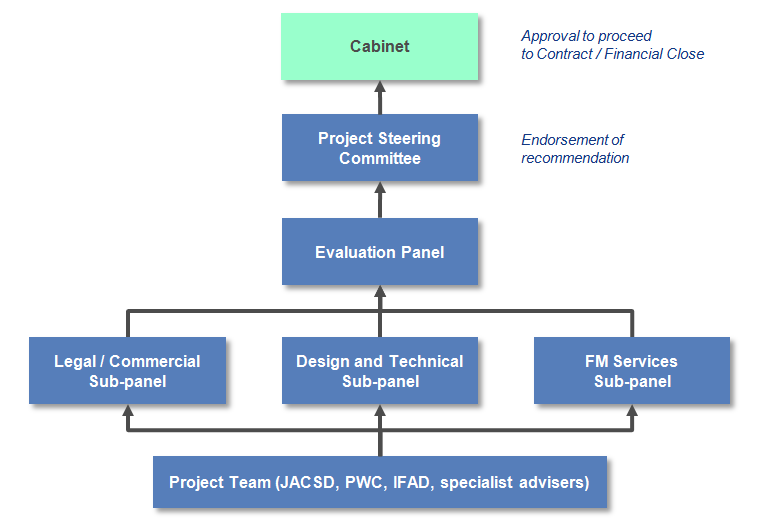 Cabinet
Approval to proceed
to Contract / Financial Close
Project Steering
Committee
Endorsement of
recommendation
Evaluation Panel
Legal / Commercial
Sub-panel
Design and Technical
Sub-panel
FM Services
Sub-panel
Project Team (JACSD, PWC, IFAD, specialist advisers)